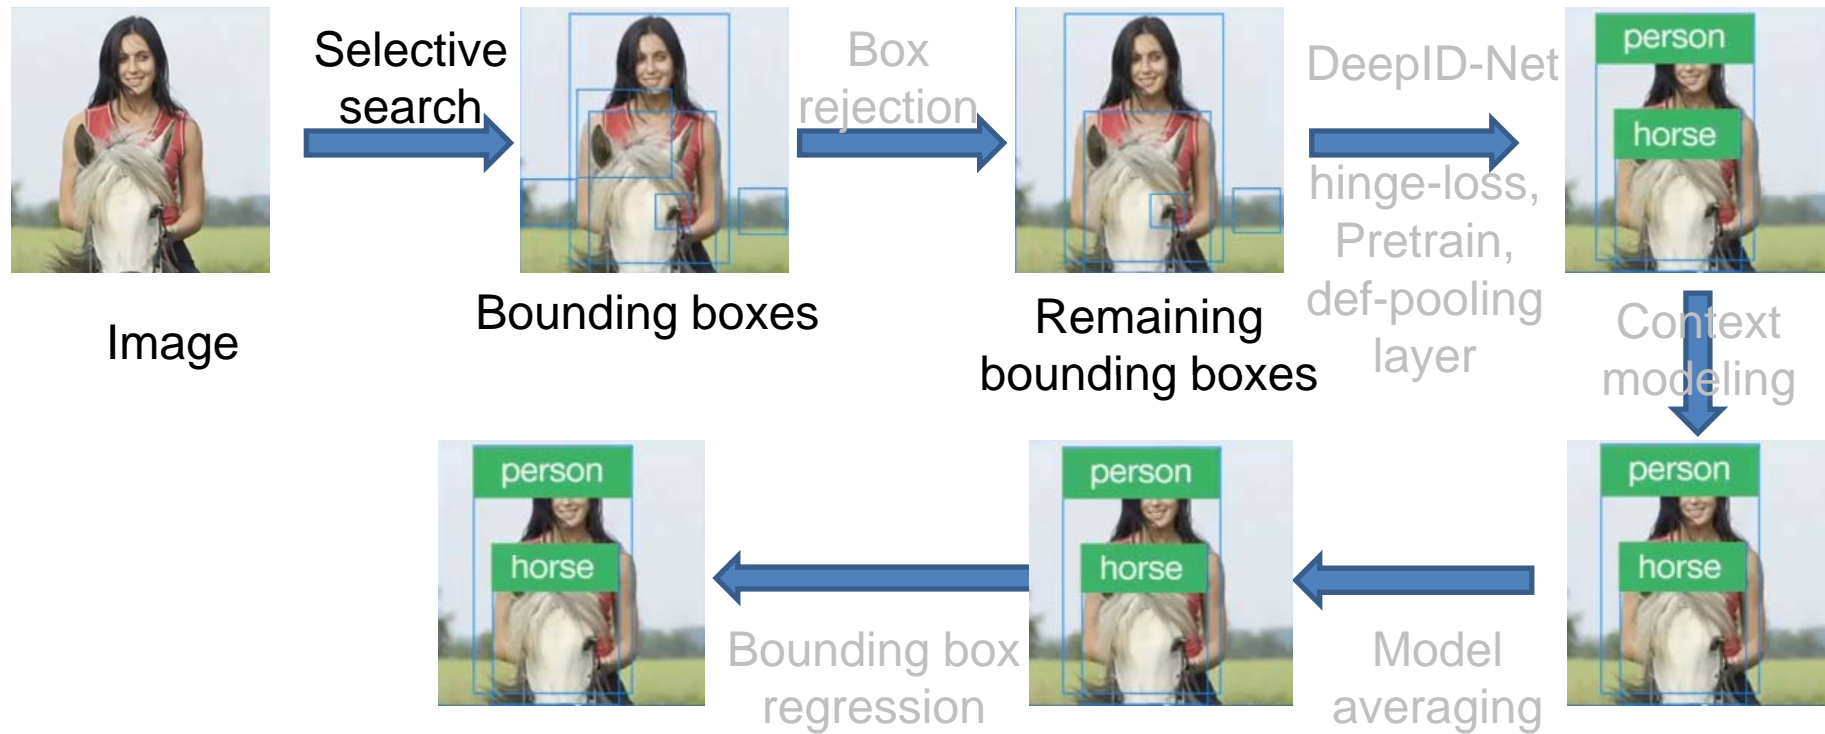 Selective
search
Box
rejection
DeepID-Net
person
horse
hinge-loss,
Pretrain,
def-pooling
layer
Image
Bounding boxes
Remaining
bounding boxes
Context
modeling
person
horse
person
horse
person
horse
Bounding box
regression
Model
averaging